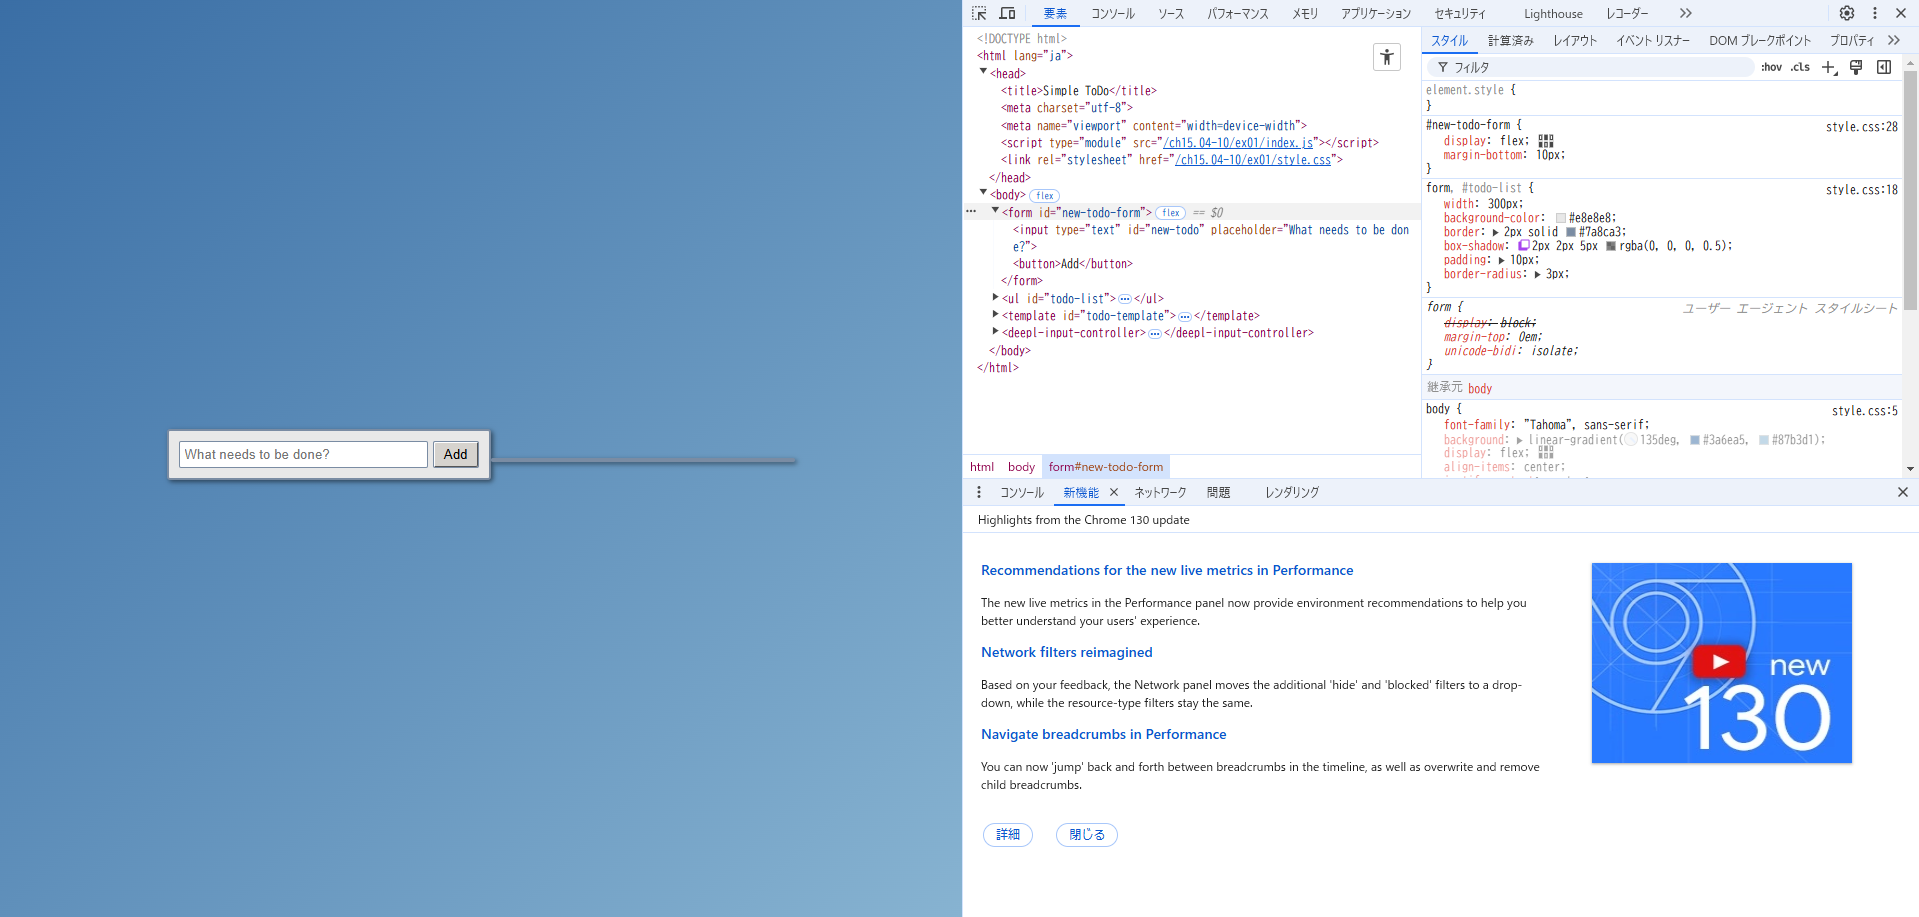 What needs to be done?
Add
要素
コンソール
ソース
パフォーマンス
メモリ
アプリケーション
セキュリティ
Lighthouse
レコーダー
<!DOCTYPE html>
<html lang="ja">
<head>
<title>Simple ToDo</title>
<meta charset="utf-8">
<meta name="viewport" content="width=device-width">
<script type="module" src="/ch15.04-10/ex01/index.js"></script>
<link rel="stylesheet" href="/ch15.04-10/ex01/style.css">
</head>
<body> flex
<form id="new-todo-form"> flex == $0
<input type="text" id="new-todo" placeholder="What needs to be don
e?">
<button>Add</button>
</form>
<ul id="todo-list">…</ul>
<template id="todo-template">…</template>
<deepl-input-controller>…</deepl-input-controller>
</body>
</html>
html body form#new-todo-form
スタイル
計算済み
レイアウト
イベント リスナー
DOM ブレークポイント
プロパティ
フィルタ
:hov .cls
element.style {
}
#new-todo-form { style.css:28
display: flex;
margin-bottom: 10px;
}
form, #todo-list { style.css:18
width: 300px;
background-color: #e8e8e8;
border: 2px solid #7a8ca3;
box-shadow: 2px 2px 5px rgba(0, 0, 0, 0.5);
padding: 10px;
border-radius: 3px;
}
form { ユーザー エージェント スタイルシート
display: block;
margin-top: 0em;
unicode-bidi: isolate;
}
継承元 body
body { style.css:5
font-family: "Tahoma", sans-serif;
background: linear-gradient(135deg, #3a6ea5, #87b3d1);
display: flex;
align-items: center;
コンソール
新機能
ネットワーク
問題
レンダリング
Highlights from the Chrome 130 update
Recommendations for the new live metrics in Performance
The new live metrics in the Performance panel now provide environment recommendations to help you
better understand your users' experience.
Network filters reimagined
Based on your feedback, the Network panel moves the additional 'hide' and 'blocked' filters to a drop-
down, while the resource-type filters stay the same.
Navigate breadcrumbs in Performance
You can now 'jump' back and forth between breadcrumbs in the timeline, as well as overwrite and remove
child breadcrumbs.
詳細
閉じる
new
130